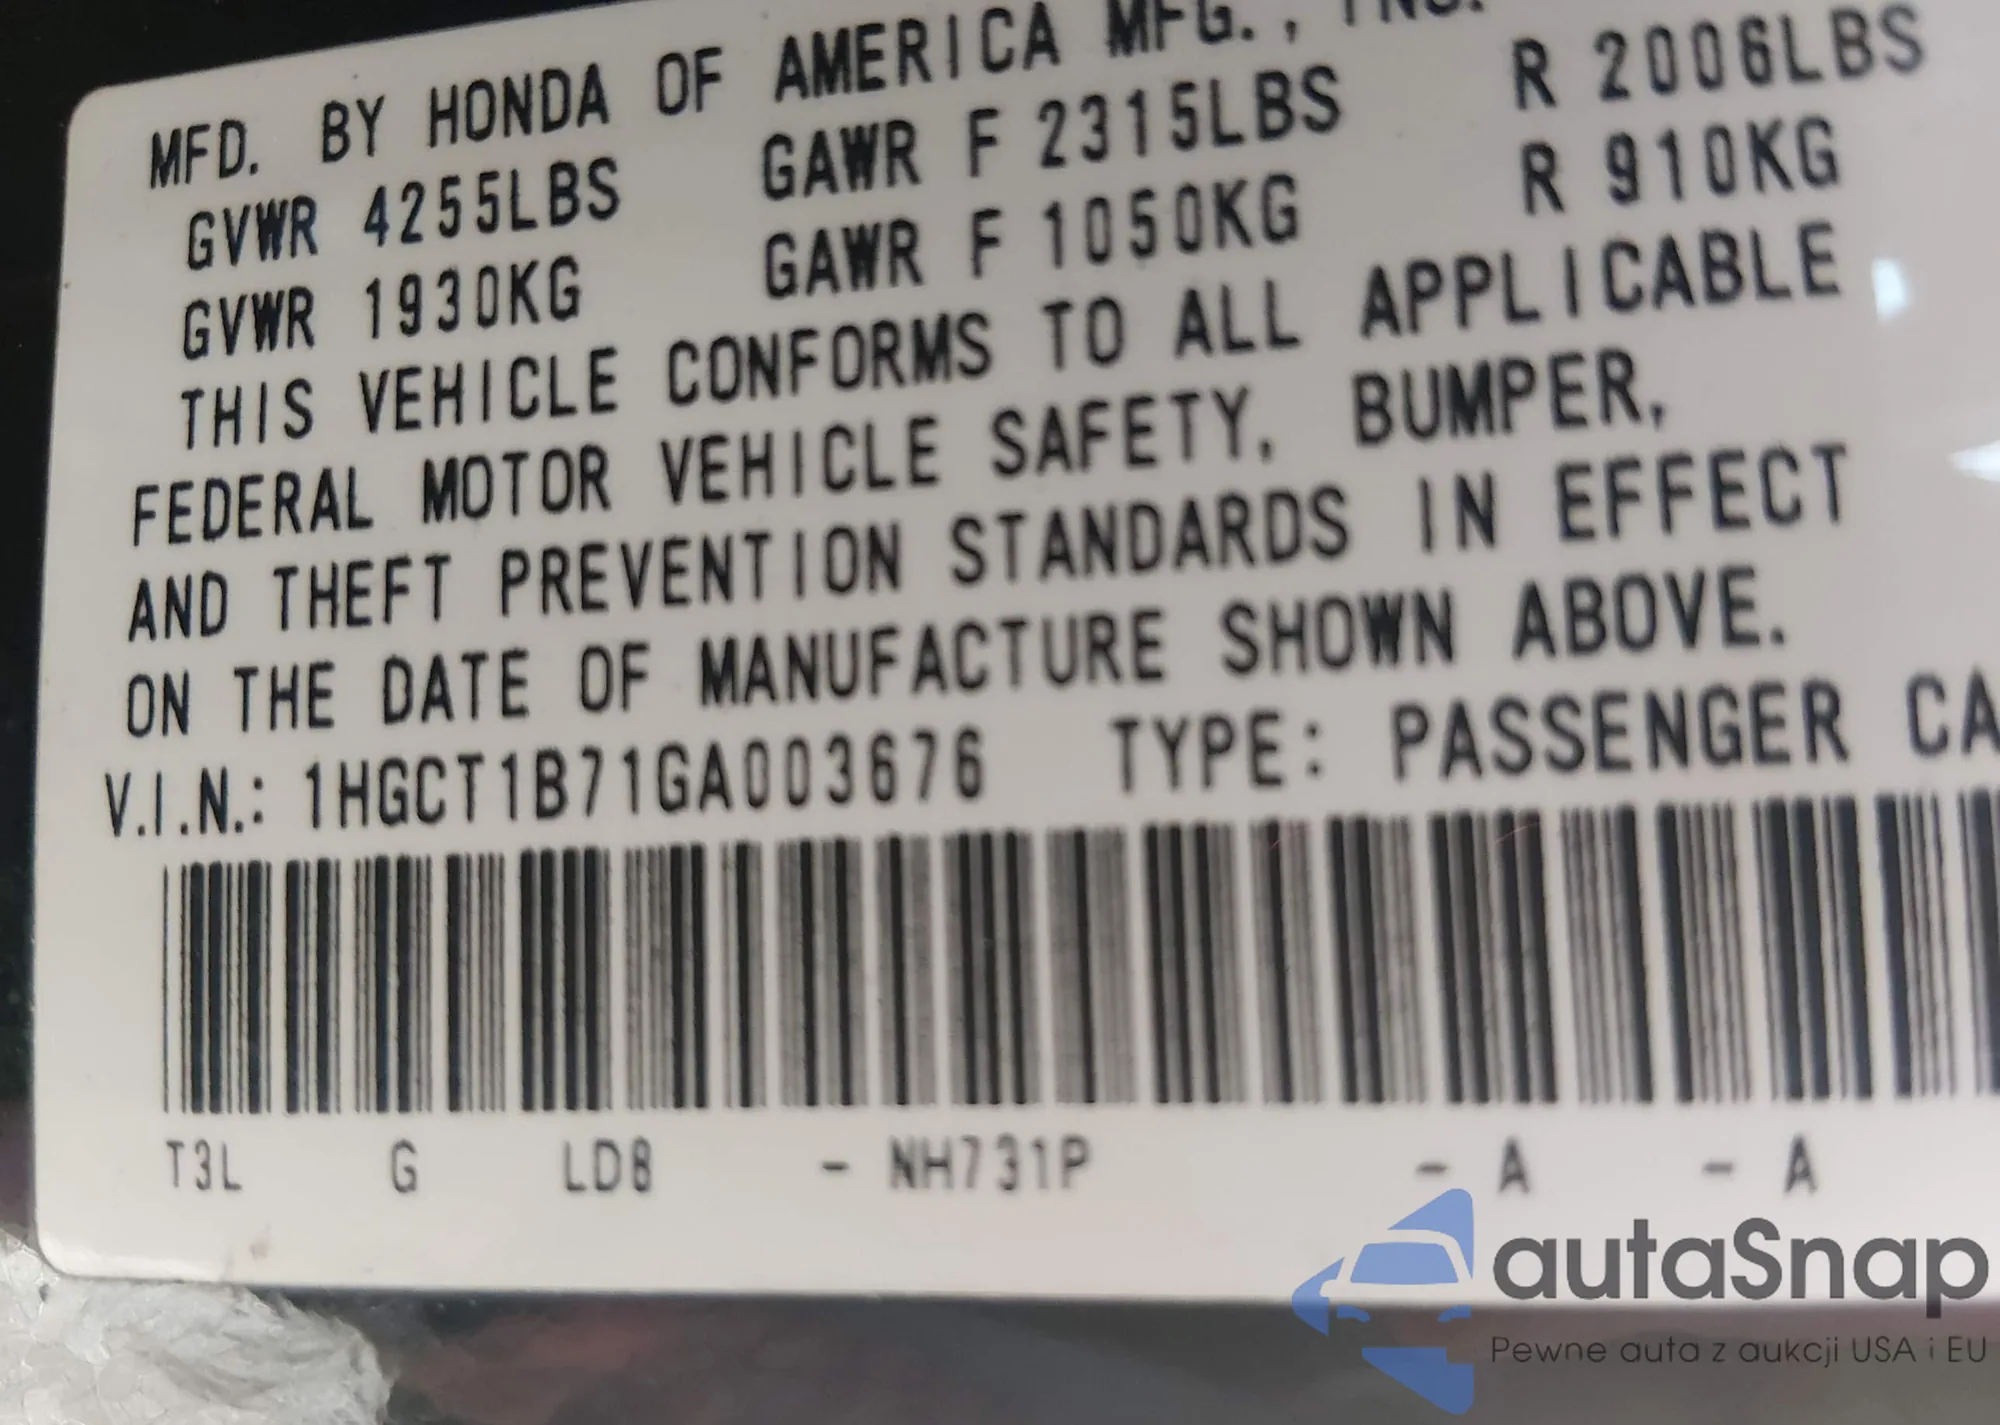 MFD. BY HONDA OF AMERICA MFG., INC.
GVWR 4255LBS GAWR F 2315LBS R 2006LBS
GVWR 1930KG GAWR F 1050KG R 910KG
THIS VEHICLE CONFORMS TO ALL APPLICABLE
FEDERAL MOTOR VEHICLE SAFETY, BUMPER,
AND THEFT PREVENTION STANDARDS IN EFFECT
ON THE DATE OF MANUFACTURE SHOWN ABOVE.
V.I.N.: 1HGCT1B71GA003676 TYPE: PASSENGER CA
T3L G LD8 - NH731P - A - A
autaSnap
Pewne auta z aukcji USA i EU